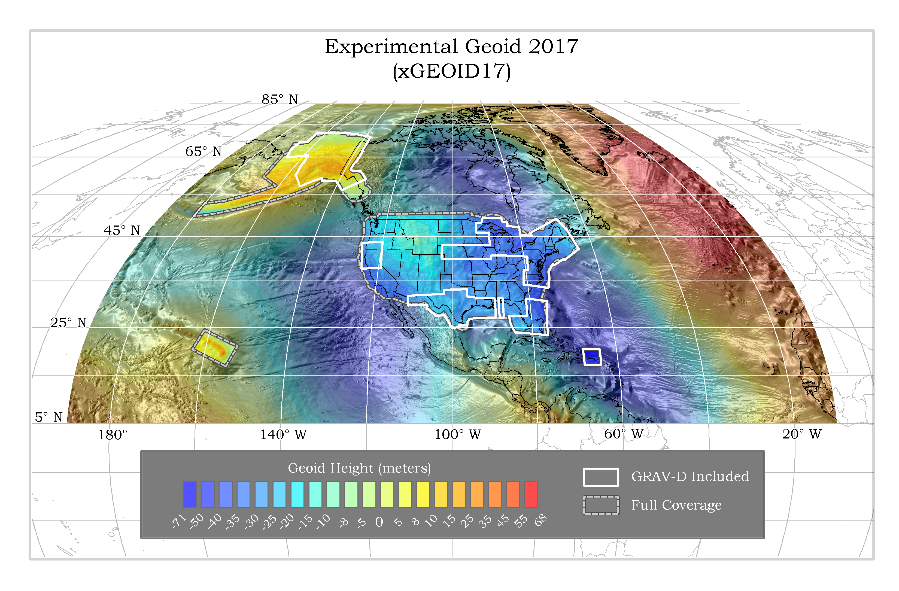 Experimental Geoid 2017
(xGEOID17)
85° N
65° N
45° N
25° N
5° N
180°
140° W
100° W
60° W
20° W
Geoid Height (meters)
-71 -50 -40 -35 -30 -25 -20 -15 -10 -8 -5 0 5 8 10 15 25 35 45 55 68
GRAV-D Included
Full Coverage